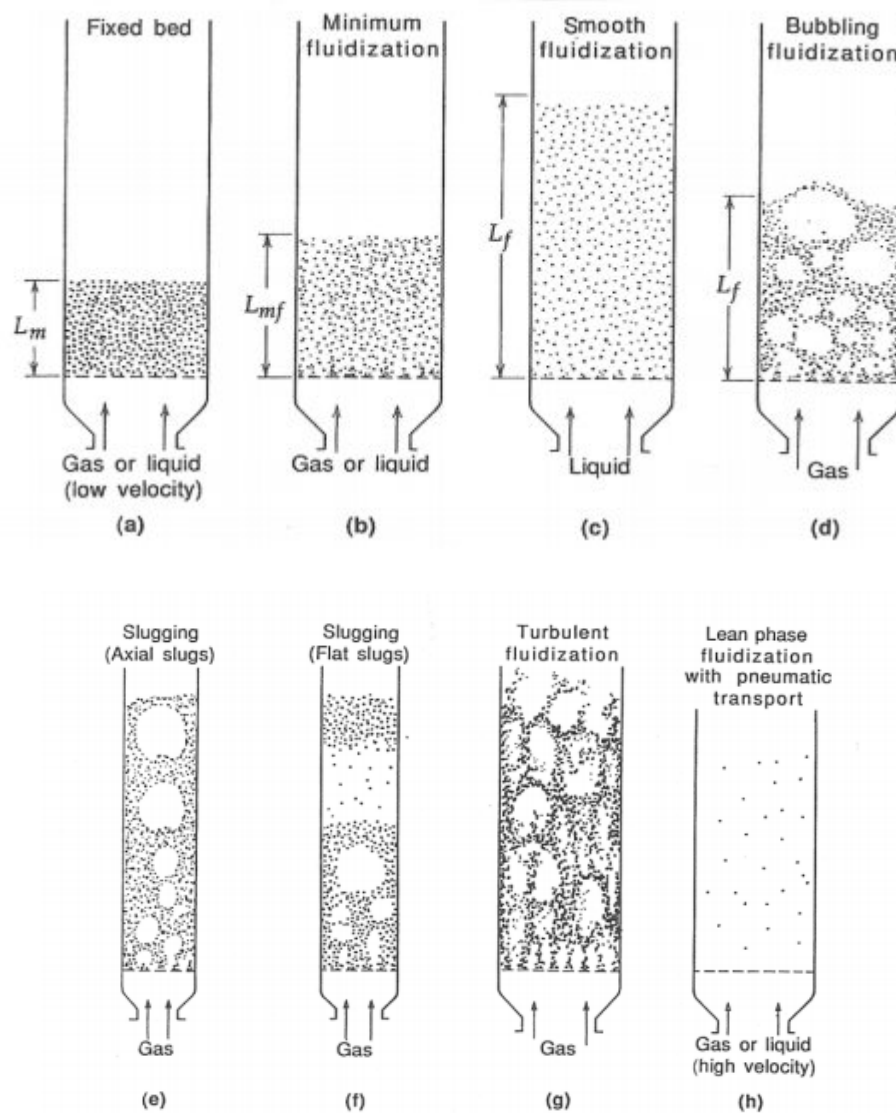 Fixed bed
Minimum
fluidization
Smooth
fluidization
Bubbling
fluidization
L_m
L_mf
L_f
L_f
Gas or liquid
(low velocity)
Gas or liquid
Liquid
Gas
(a)
(b)
(c)
(d)
Slugging
(Axial slugs)
Slugging
(Flat slugs)
Turbulent
fluidization
Lean phase
fluidization
with pneumatic
transport
Gas
Gas
Gas
Gas or liquid
(high velocity)
(e)
(f)
(g)
(h)